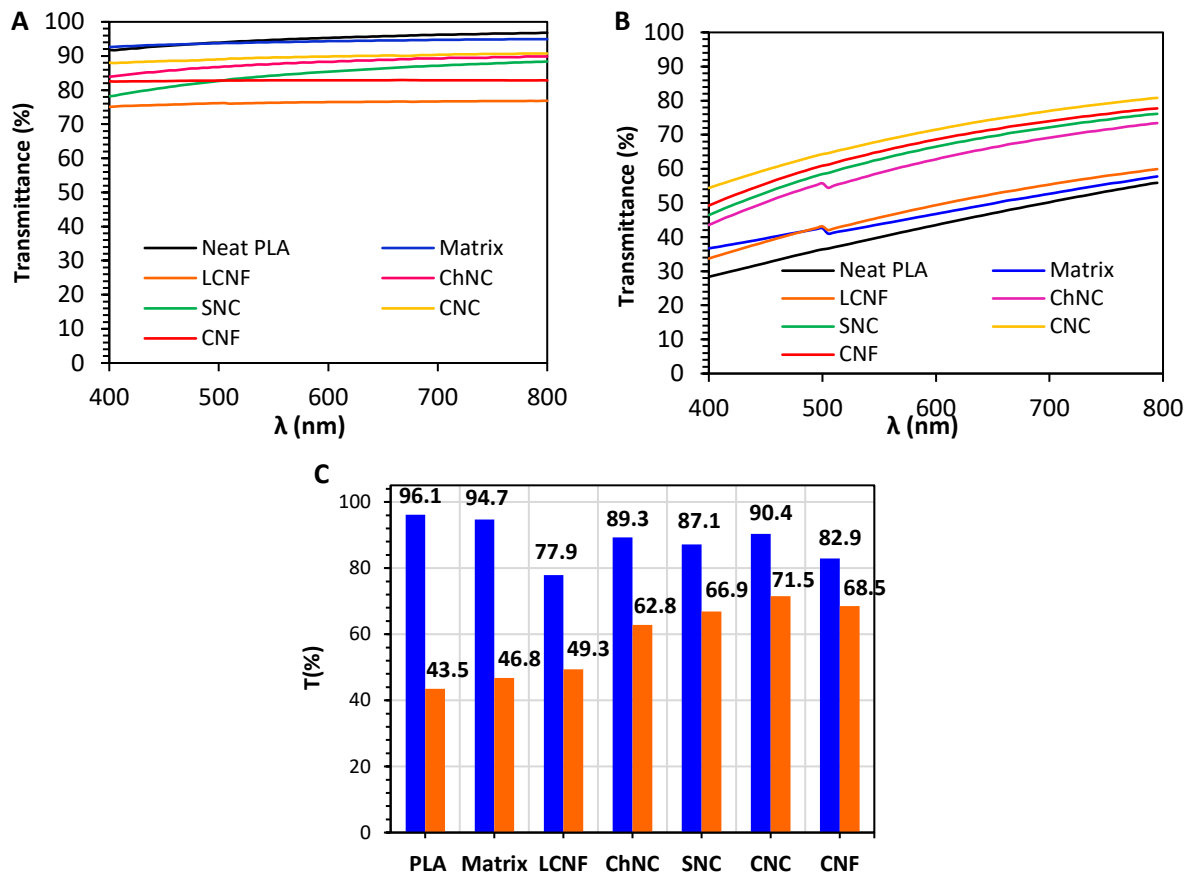 A
Transmittance (%)
100
90
80
70
60
50
40
30
20
10
0
Neat PLA Matrix
LCNF ChNC
SNC CNC
CNF
400 500 600 700 800
λ (nm)
B
Transmittance (%)
100
90
80
70
60
50
40
30
20
10
0
Neat PLA Matrix
LCNF ChNC
SNC CNC
CNF
400 500 600 700 800
λ (nm)
C
T(%)
100
80
60
40
20
0
96.1 94.7 77.9 89.3 87.1 90.4 82.9
43.5 46.8 49.3 62.8 66.9 71.5 68.5
PLA Matrix LCNF ChNC SNC CNC CNF